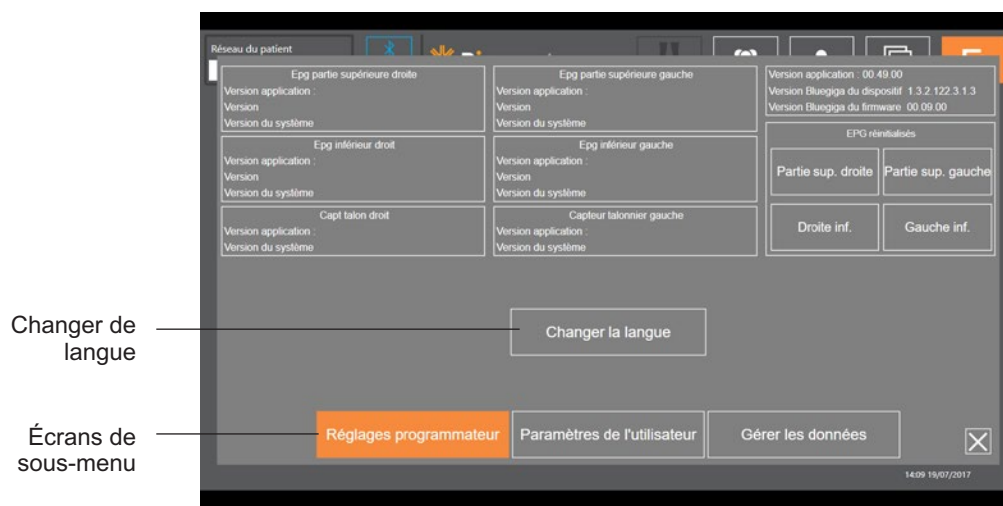 Réseau du patient
Epg partie supérieure droite
Version application :
Version
Version du système
Epg partie supérieure gauche
Version application :
Version
Version du système
Version application : 00.49.00
Version Bluegiga du dispositif 1.3.2.122.3.1.3
Version Bluegiga du firmware 00.09.00
Epg inférieur droit
Version application :
Version
Version du système
Epg inférieur gauche
Version application :
Version
Version du système
EPG réinitialisés
Partie sup. droite
Partie sup. gauche
Droite inf.
Gauche inf.
Capt talon droit
Version application :
Version du système
Capteur talonnier gauche
Version application :
Version du système
Changer de
langue
Changer la langue
Écrans de
sous-menu
Réglages programmateur
Paramètres de l'utilisateur
Gérer les données
14:09 19/07/2017